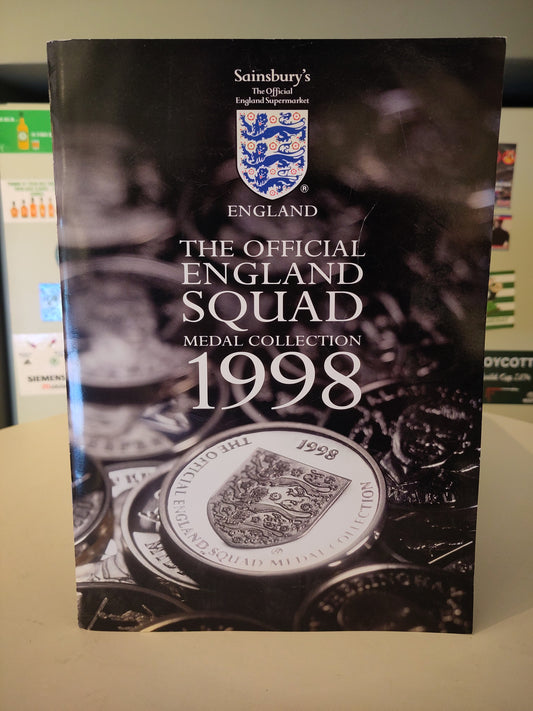 Sainsbury's
The Official
England Supermarket
®
ENGLAND
THE OFFICIAL
ENGLAND
SQUAD
MEDAL COLLECTION
1998
1998
THE OFFICIAL ENGLAND SQUAD MEDAL COLLECTION
SIEMENS